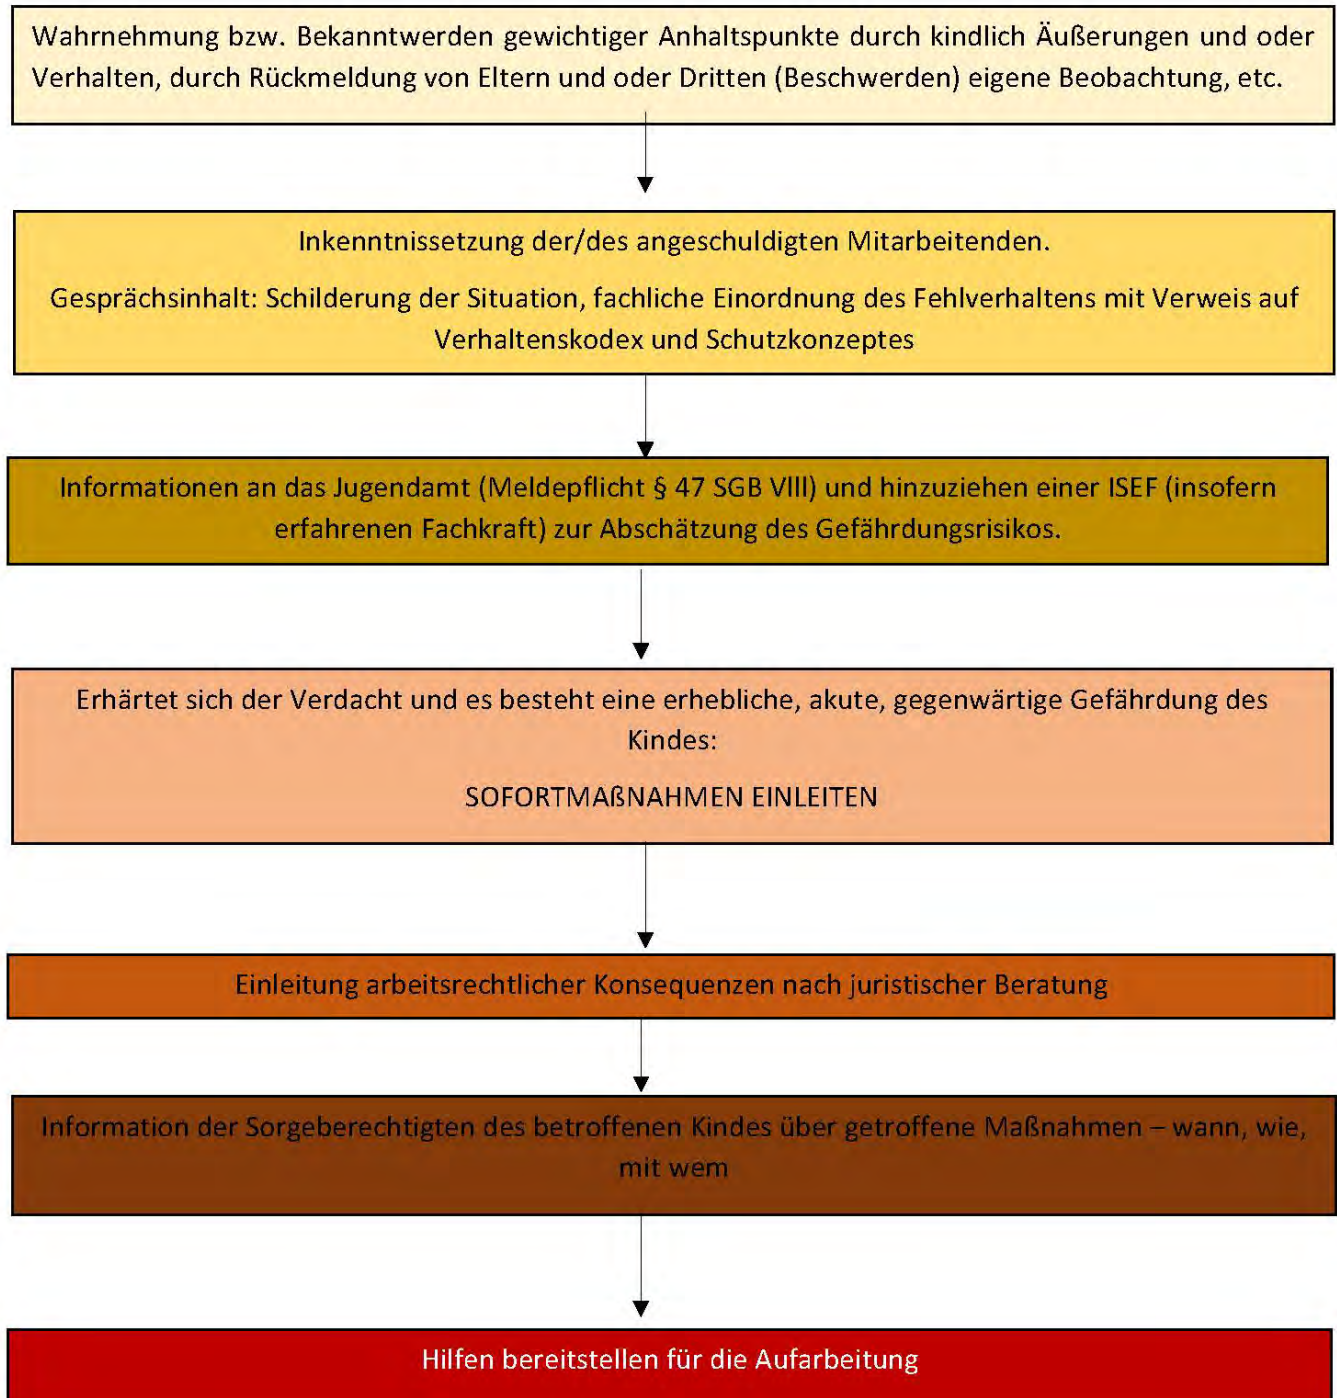 Wahrnehmung bzw. Bekanntwerden gewichtiger Anhaltspunkte durch kindlich Äußerungen und oder
Verhalten, durch Rückmeldung von Eltern und oder Dritten (Beschwerden) eigene Beobachtung, etc.
Inkenntnissetzung der/des angeschuldigten Mitarbeitenden.
Gesprächsinhalt: Schilderung der Situation, fachliche Einordnung des Fehlverhaltens mit Verweis auf
Verhaltenskodex und Schutzkonzeptes
Informationen an das Jugendamt (Meldepflicht § 47 SGB VIII) und hinzuziehen einer ISEF (insofern
erfahrenen Fachkraft) zur Abschätzung des Gefährdungsrisikos.
Erhärtet sich der Verdacht und es besteht eine erhebliche, akute, gegenwärtige Gefährdung des
Kindes:
SOFORTMAßNAHMEN EINLEITEN
Einleitung arbeitsrechtlicher Konsequenzen nach juristischer Beratung
Information der Sorgeberechtigten des betroffenen Kindes über getroffene Maßnahmen – wann, wie,
mit wem
Hilfen bereitstellen für die Aufarbeitung